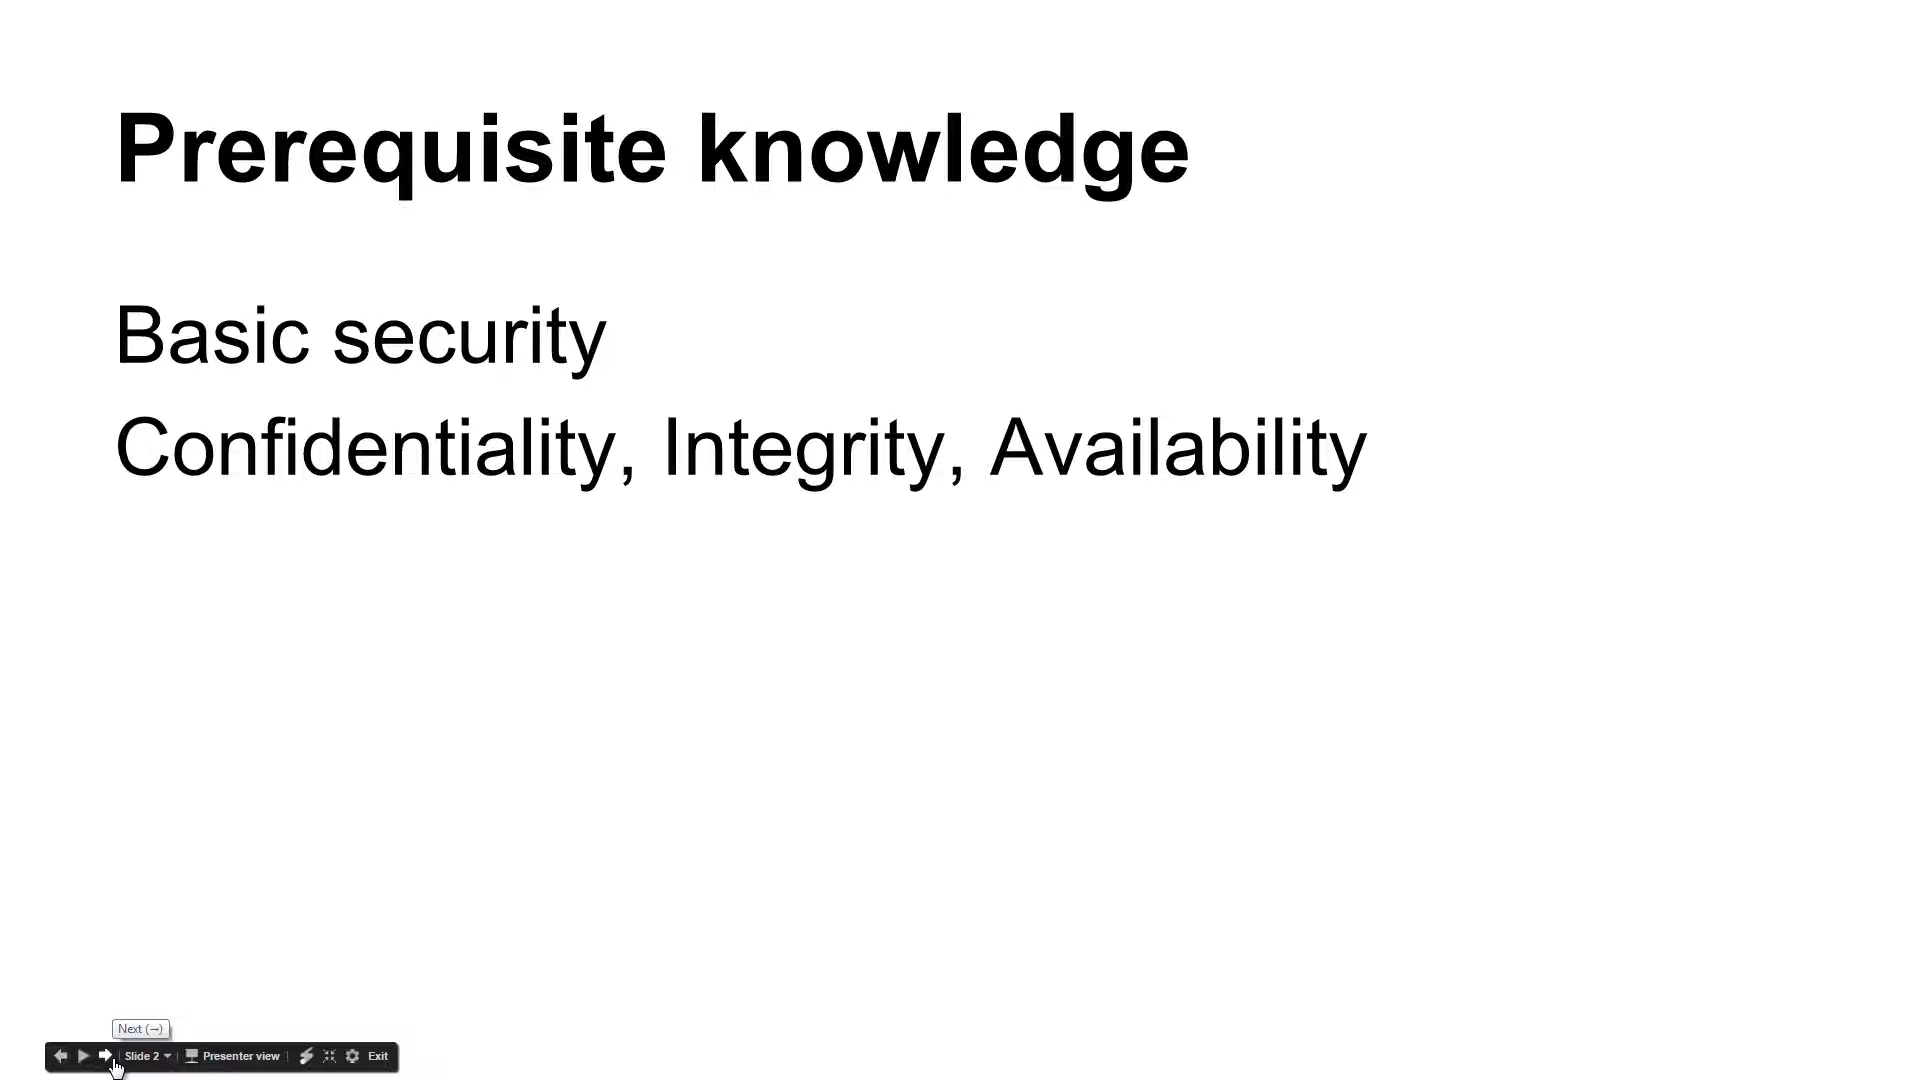 Prerequisite knowledge
Basic security
Confidentiality, Integrity, Availability
Next (→)
Slide 2 Presenter view Exit